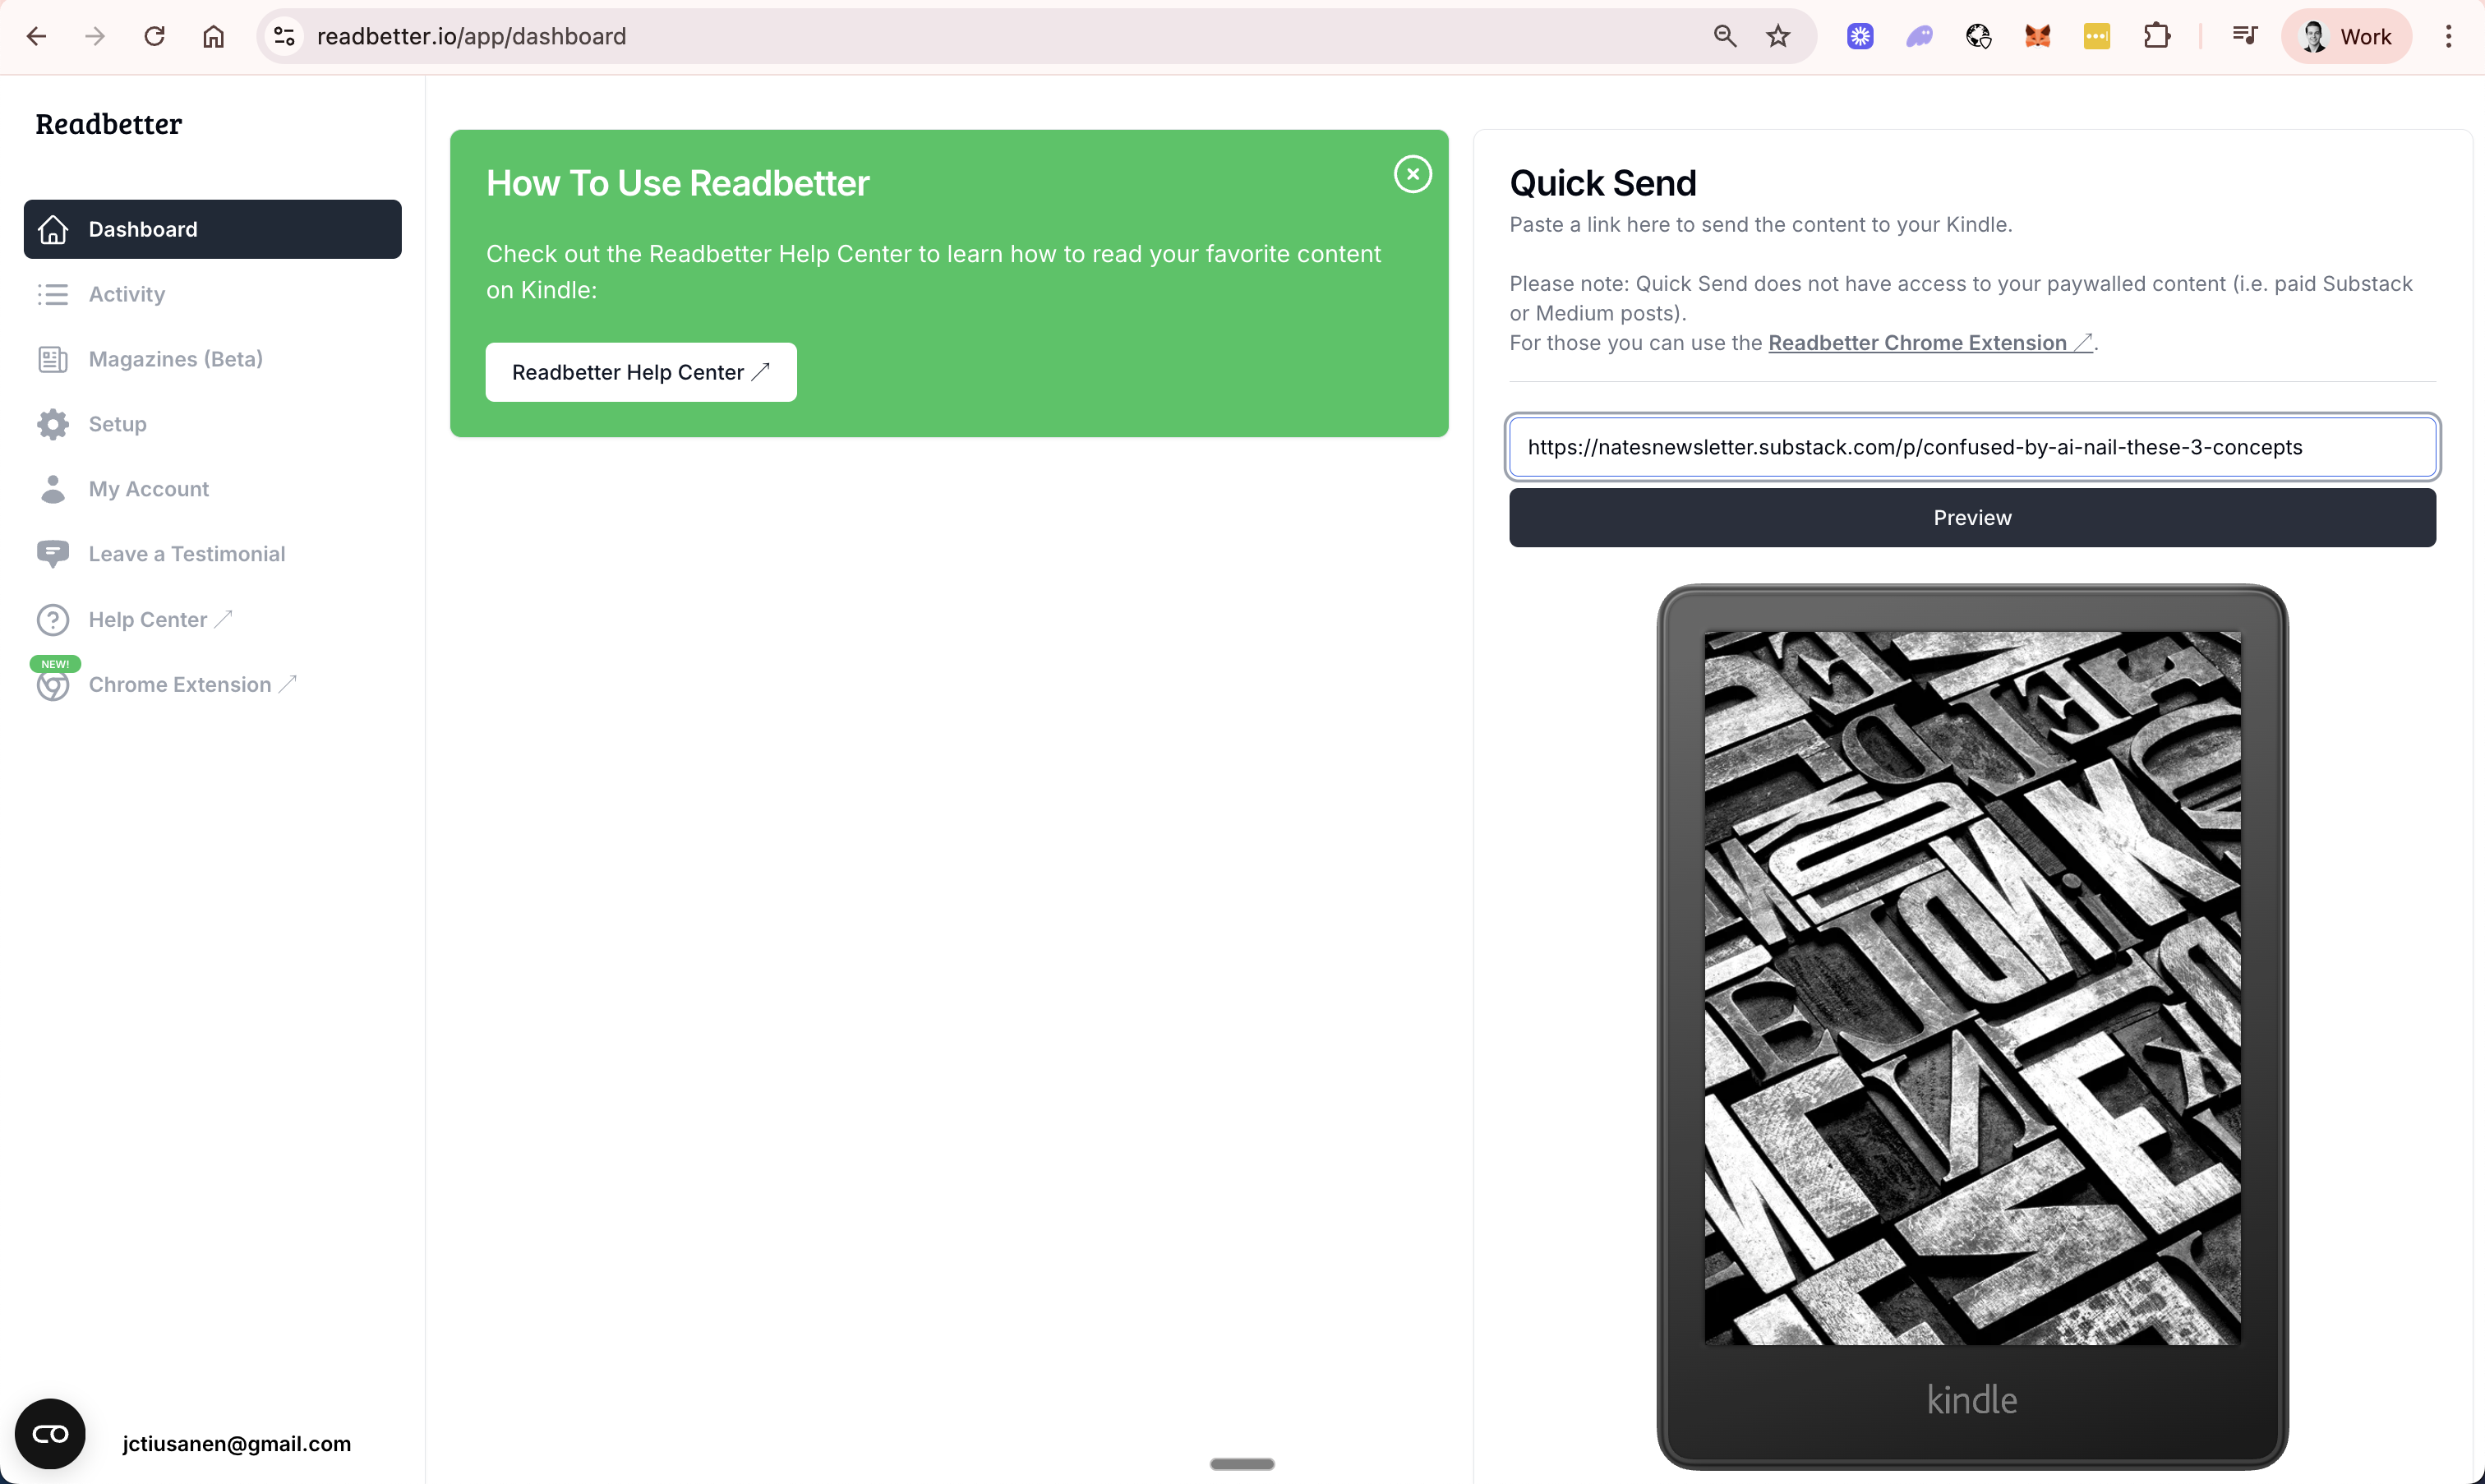 readbetter.io/app/dashboard
Work
Readbetter
Dashboard
Activity
Magazines (Beta)
Setup
My Account
Leave a Testimonial
Help Center
NEW!
Chrome Extension
jctiusanen@gmail.com
How To Use Readbetter
Check out the Readbetter Help Center to learn how to read your favorite content
on Kindle:
Readbetter Help Center
Quick Send
Paste a link here to send the content to your Kindle.
Please note: Quick Send does not have access to your paywalled content (i.e. paid Substack
or Medium posts).
For those you can use the Readbetter Chrome Extension.
https://natesnewsletter.substack.com/p/confused-by-ai-nail-these-3-concepts
Preview
kindle